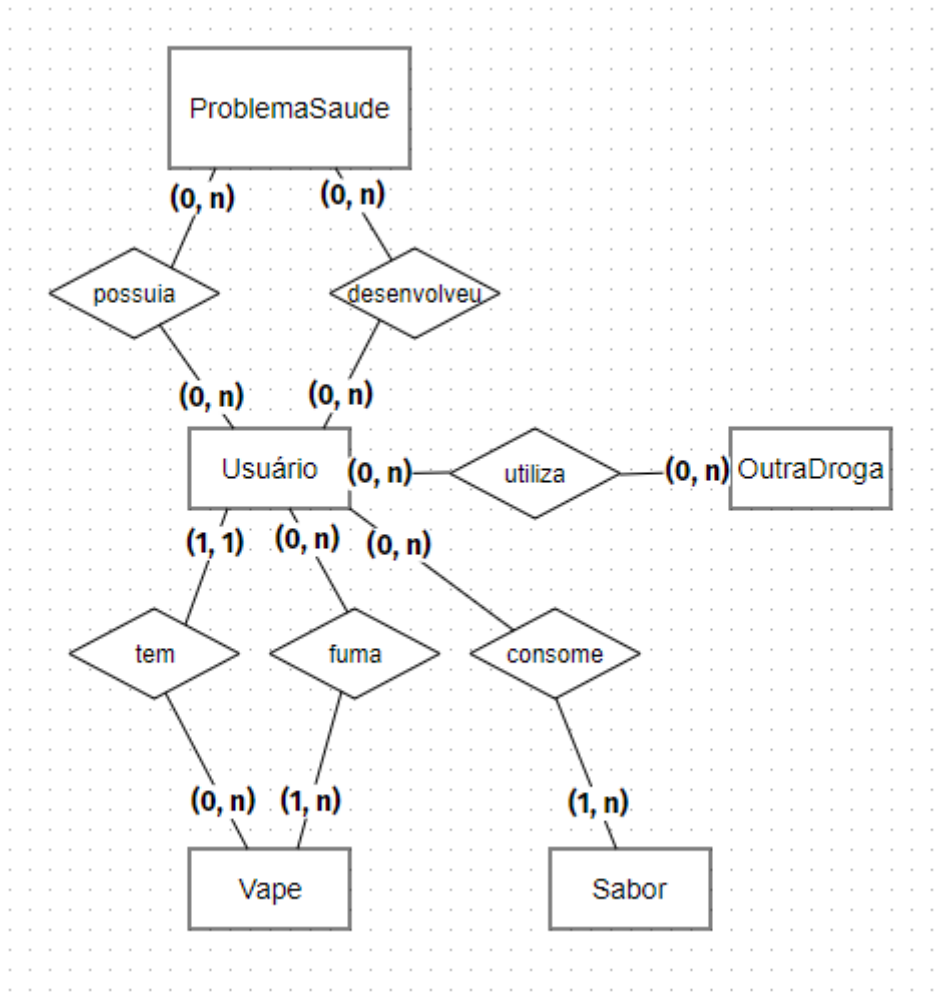 ProblemaSaude
(0, n)
(0, n)
possuia
desenvolveu
(0, n)
(0, n)
Usuário
(0, n)
utiliza
(0, n)
OutraDroga
(1, 1)
(0, n)
(0, n)
tem
fuma
consome
(0, n)
(1, n)
(1, n)
Vape
Sabor